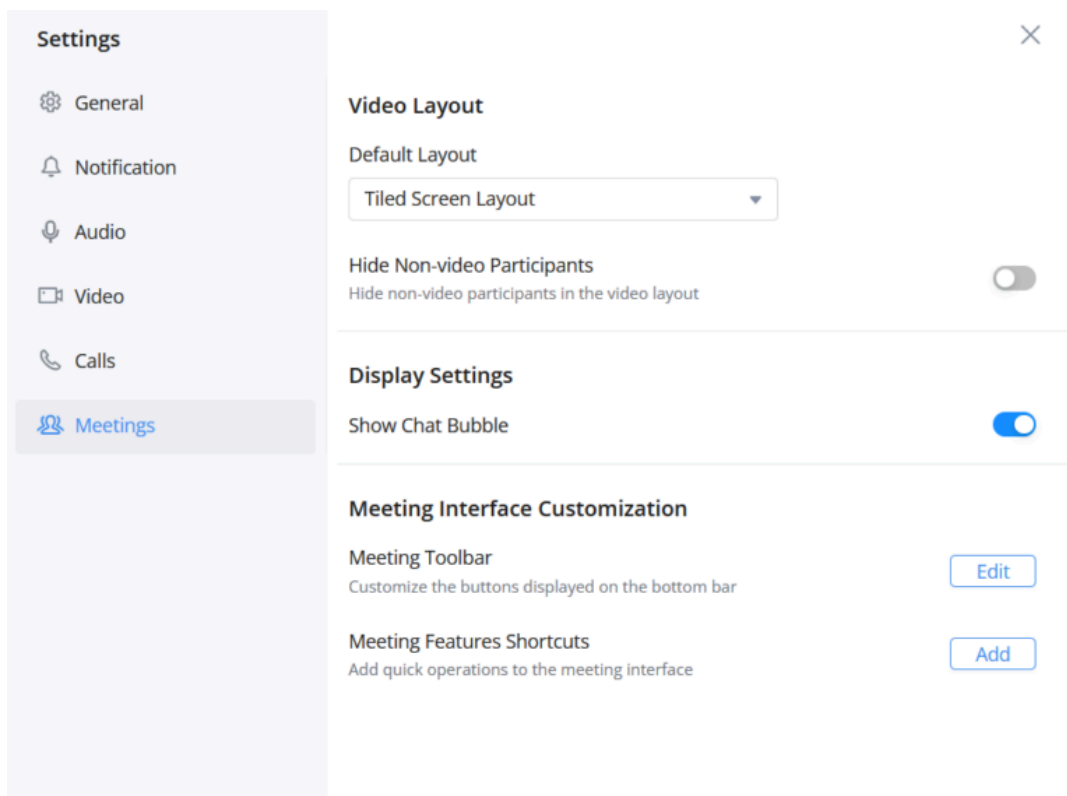 Settings
General
Notification
Audio
Video
Calls
Meetings
Video Layout
Default Layout
Tiled Screen Layout
Hide Non-video Participants
Hide non-video participants in the video layout
Display Settings
Show Chat Bubble
Meeting Interface Customization
Meeting Toolbar
Customize the buttons displayed on the bottom bar
Edit
Meeting Features Shortcuts
Add quick operations to the meeting interface
Add